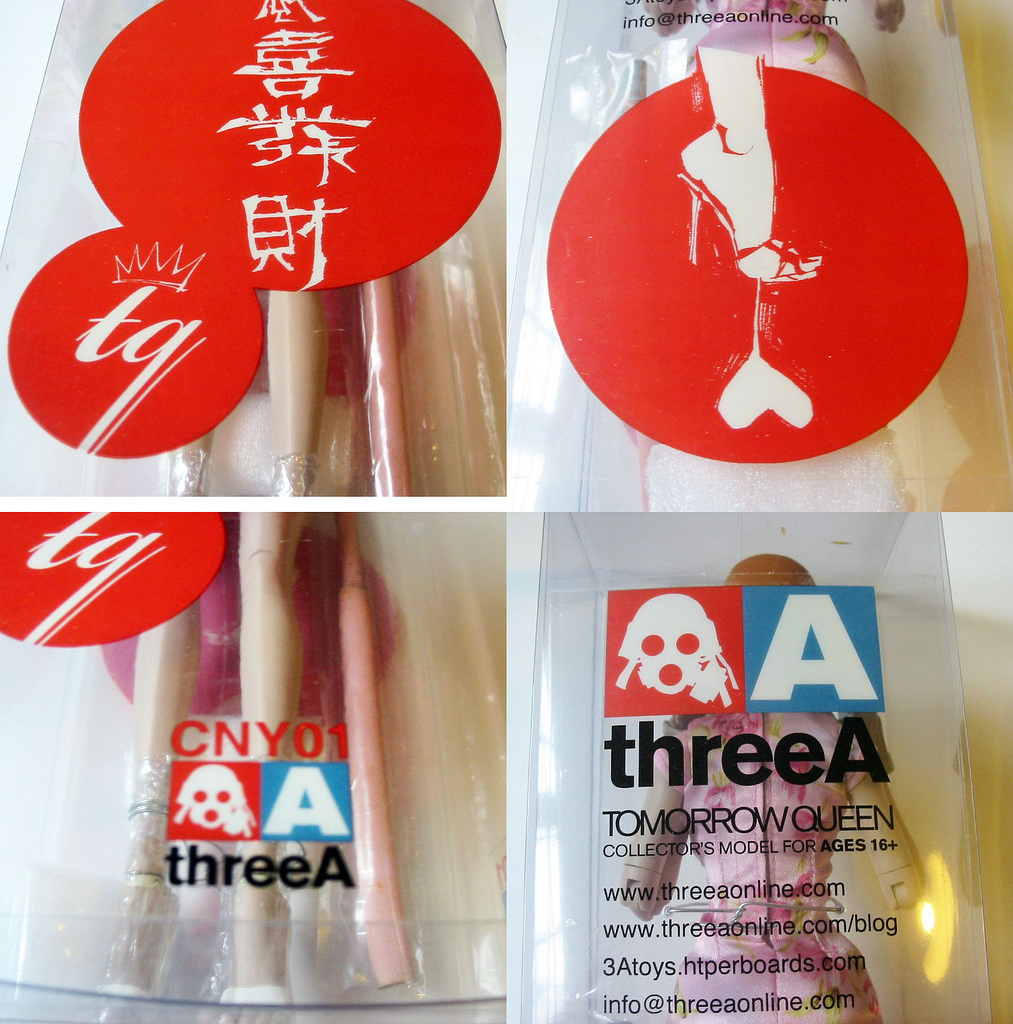 恭
喜
發
財
tq
info@threeaonline.com
tq
CNY01
A
threeA
A
threeA
TOMORROW QUEEN
COLLECTOR'S MODEL FOR AGES 16+
www.threeaonline.com
www.threeaonline.com/blog
3Atoys.htperboards.com
info@threeaonline.com